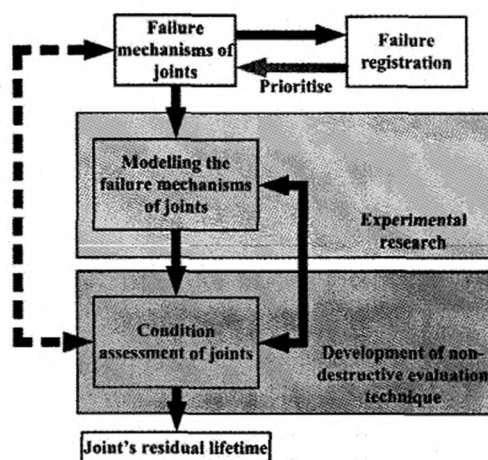 Failure
mechanisms of
joints
Failure
registration
Prioritise
Modelling the
failure mechanisms
of joints
Experimental
research
Condition
assessment of joints
Development of non-
destructive evaluation
technique
Joint's residual lifetime